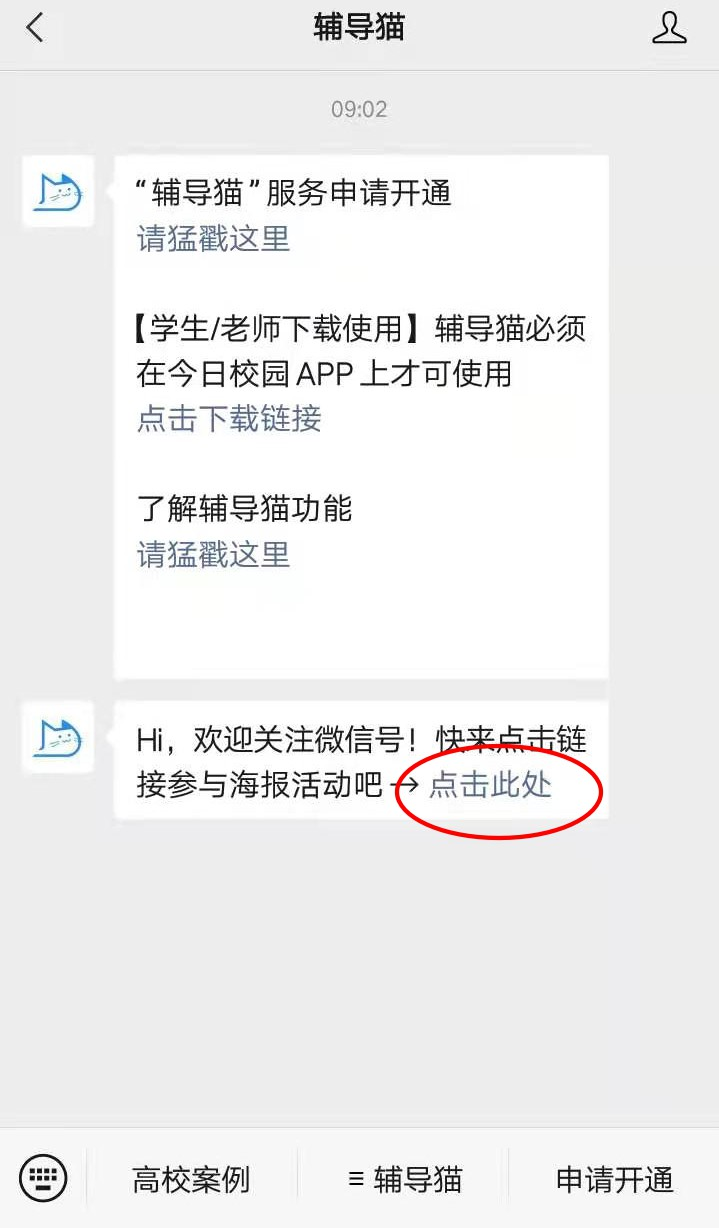 辅导猫
09:02
“辅导猫”服务申请开通
请猛戳这里
【学生/老师下载使用】辅导猫必须
在今日校园APP上才可使用
点击下载链接
了解辅导猫功能
请猛戳这里
Hi，欢迎关注微信号！快来点击链
接参与海报活动吧→点击此处
高校案例
≡ 辅导猫
申请开通